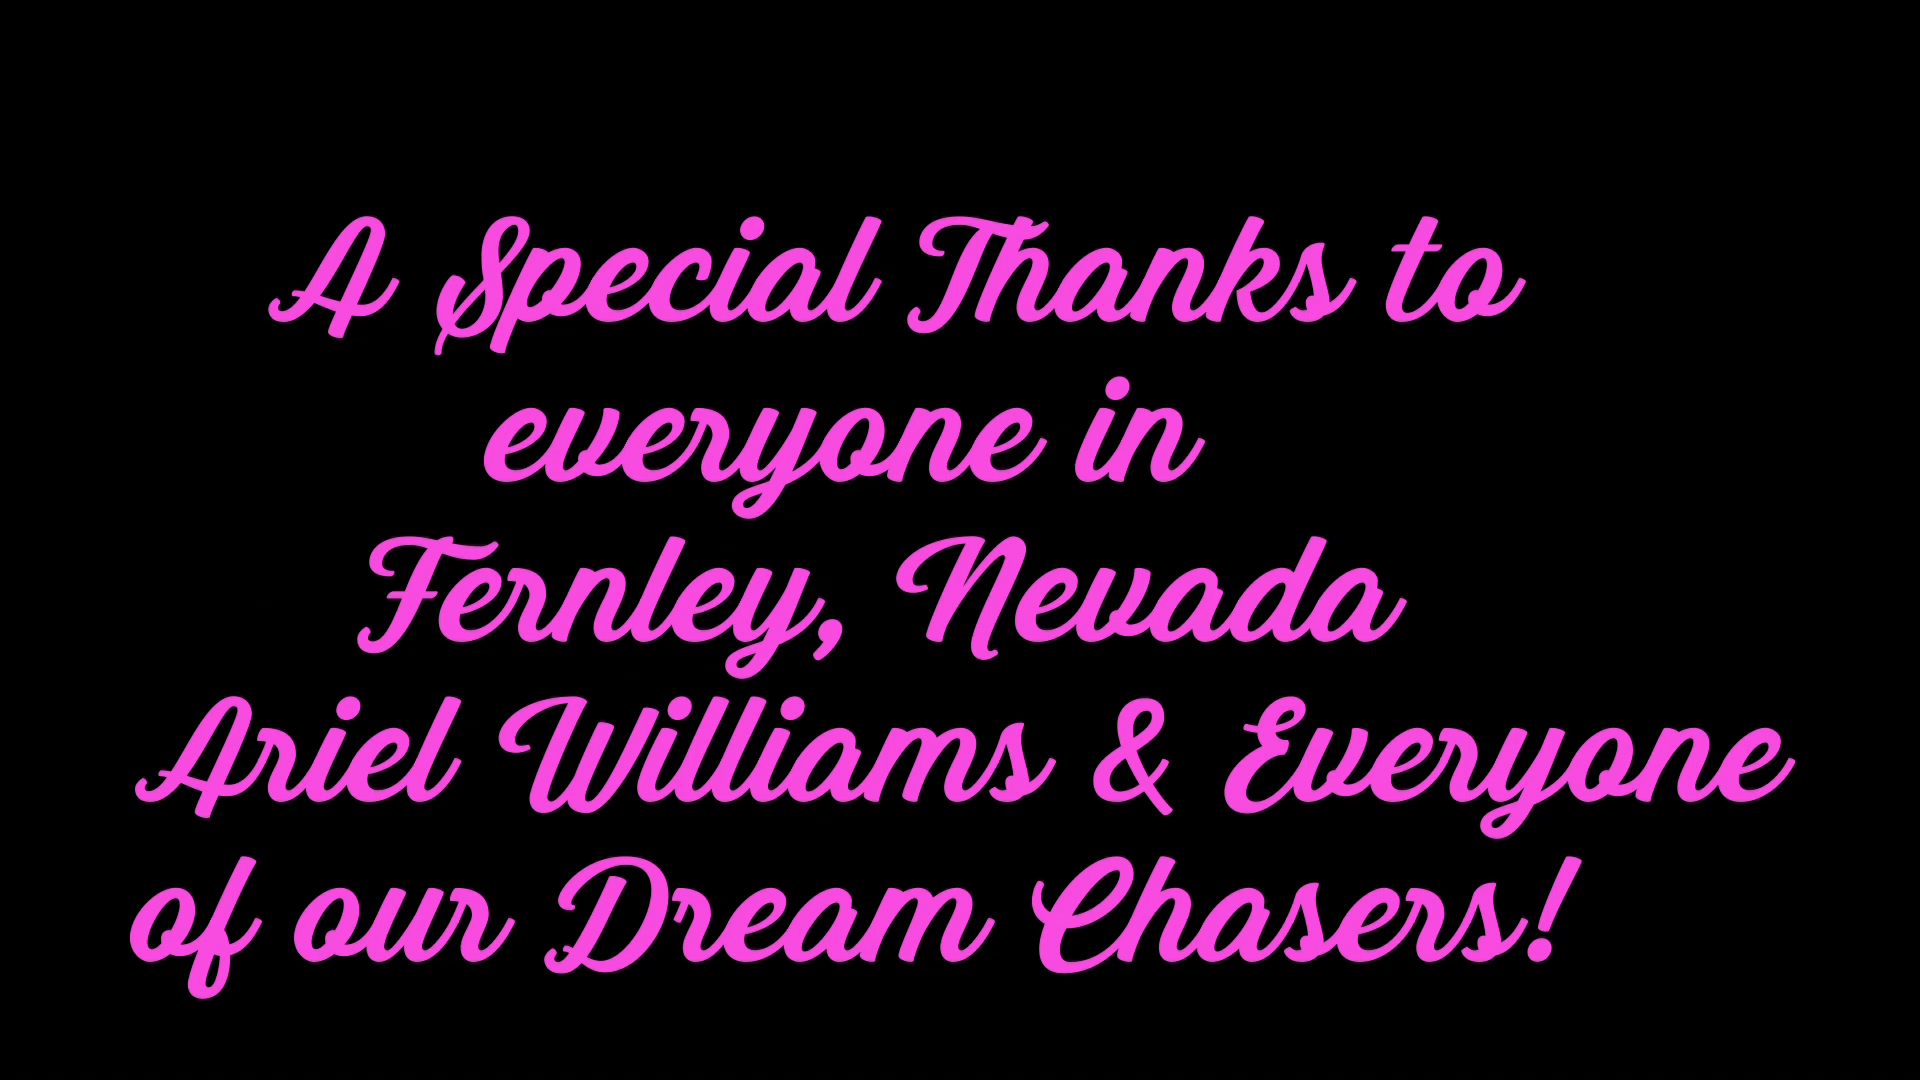 A Special Thanks to
everyone in
Fernley, Nevada
Ariel Williams & Everyone
of our Dream Chasers!